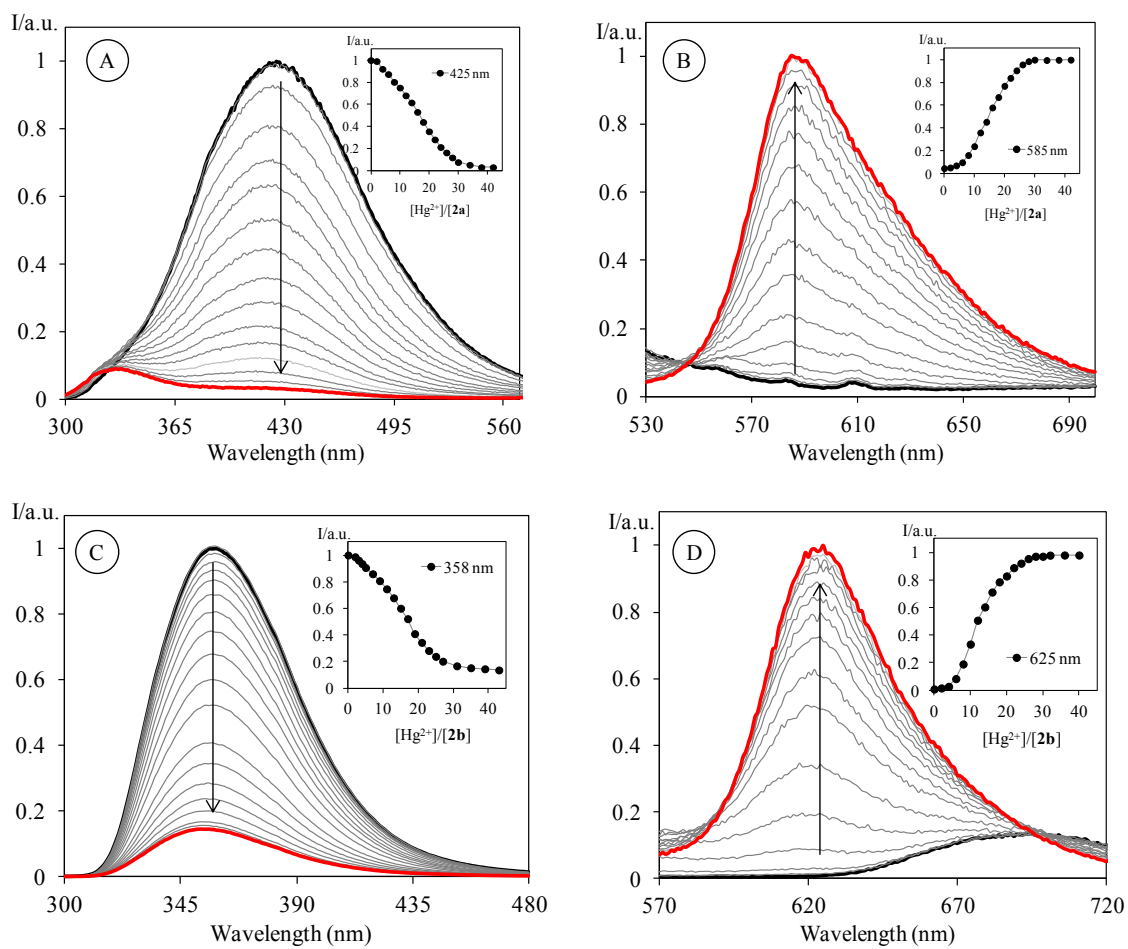 I/a.u.
A
1
0.8
0.6
0.4
0.2
0
300 365 430 495 560
Wavelength (nm)
I/a.u.
425 nm
1
0.8
0.6
0.4
0.2
0
0 10 20 30 40
[Hg²⁺]/[2a]
I/a.u.
B
1
0.8
0.6
0.4
0.2
0
530 570 610 650 690
Wavelength (nm)
I/a.u.
1
0.8
0.6
0.4
0.2
0
585 nm
0 10 20 30 40
[Hg²⁺]/[2a]
I/a.u.
C
1
0.8
0.6
0.4
0.2
0
300 345 390 435 480
Wavelength (nm)
I/a.u.
358 nm
1
0.8
0.6
0.4
0.2
0
0 10 20 30 40
[Hg²⁺]/[2b]
I/a.u.
D
1
0.8
0.6
0.4
0.2
0
570 620 670 720
Wavelength (nm)
I/a.u.
1
0.8
0.6
0.4
0.2
0
625 nm
0 10 20 30 40
[Hg²⁺]/[2b]